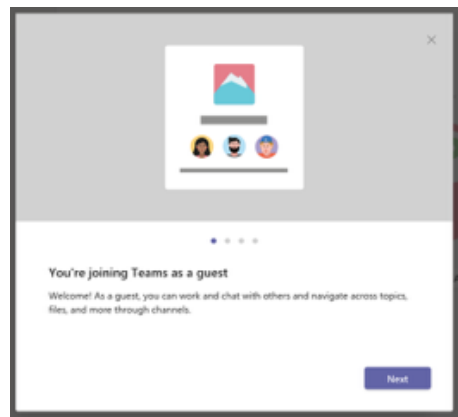 You're joining Teams as a guest
Welcome! As a guest, you can work and chat with others and navigate across topics,
files, and more through channels.
Next